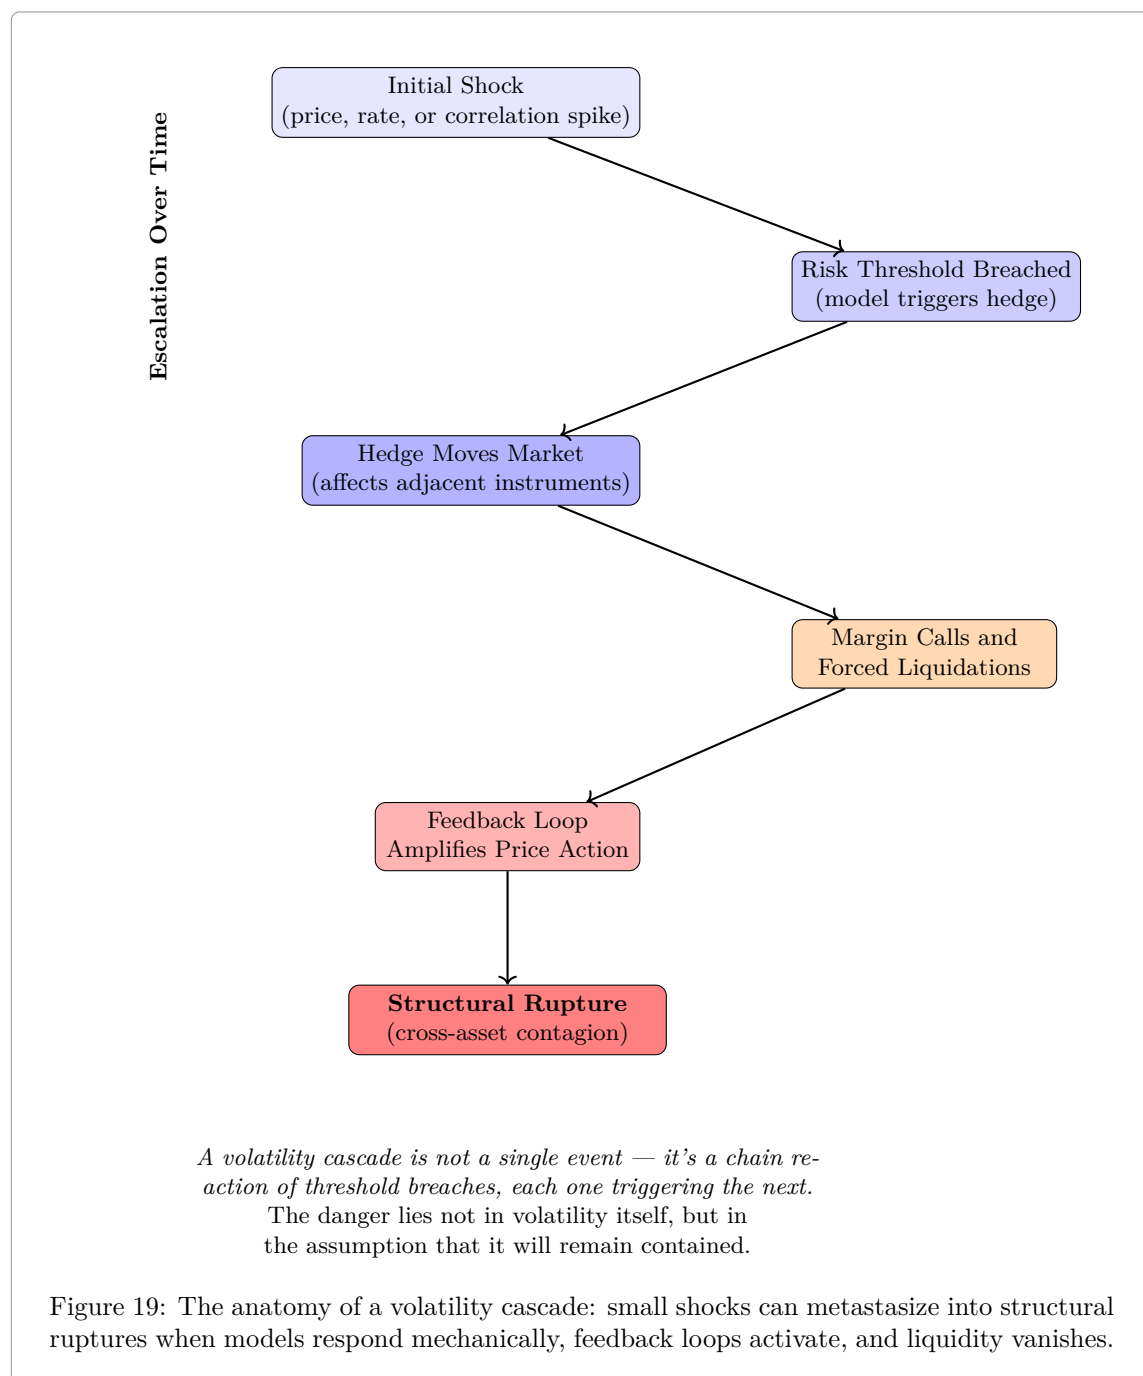 Initial Shock
(price, rate, or correlation spike)
Escalation Over Time
Risk Threshold Breached
(model triggers hedge)
Hedge Moves Market
(affects adjacent instruments)
Margin Calls and
Forced Liquidations
Feedback Loop
Amplifies Price Action
Structural Rupture
(cross-asset contagion)
A volatility cascade is not a single event — it's a chain re-
action of threshold breaches, each one triggering the next.
The danger lies not in volatility itself, but in
the assumption that it will remain contained.
Figure 19: The anatomy of a volatility cascade: small shocks can metastasize into structural
ruptures when models respond mechanically, feedback loops activate, and liquidity vanishes.